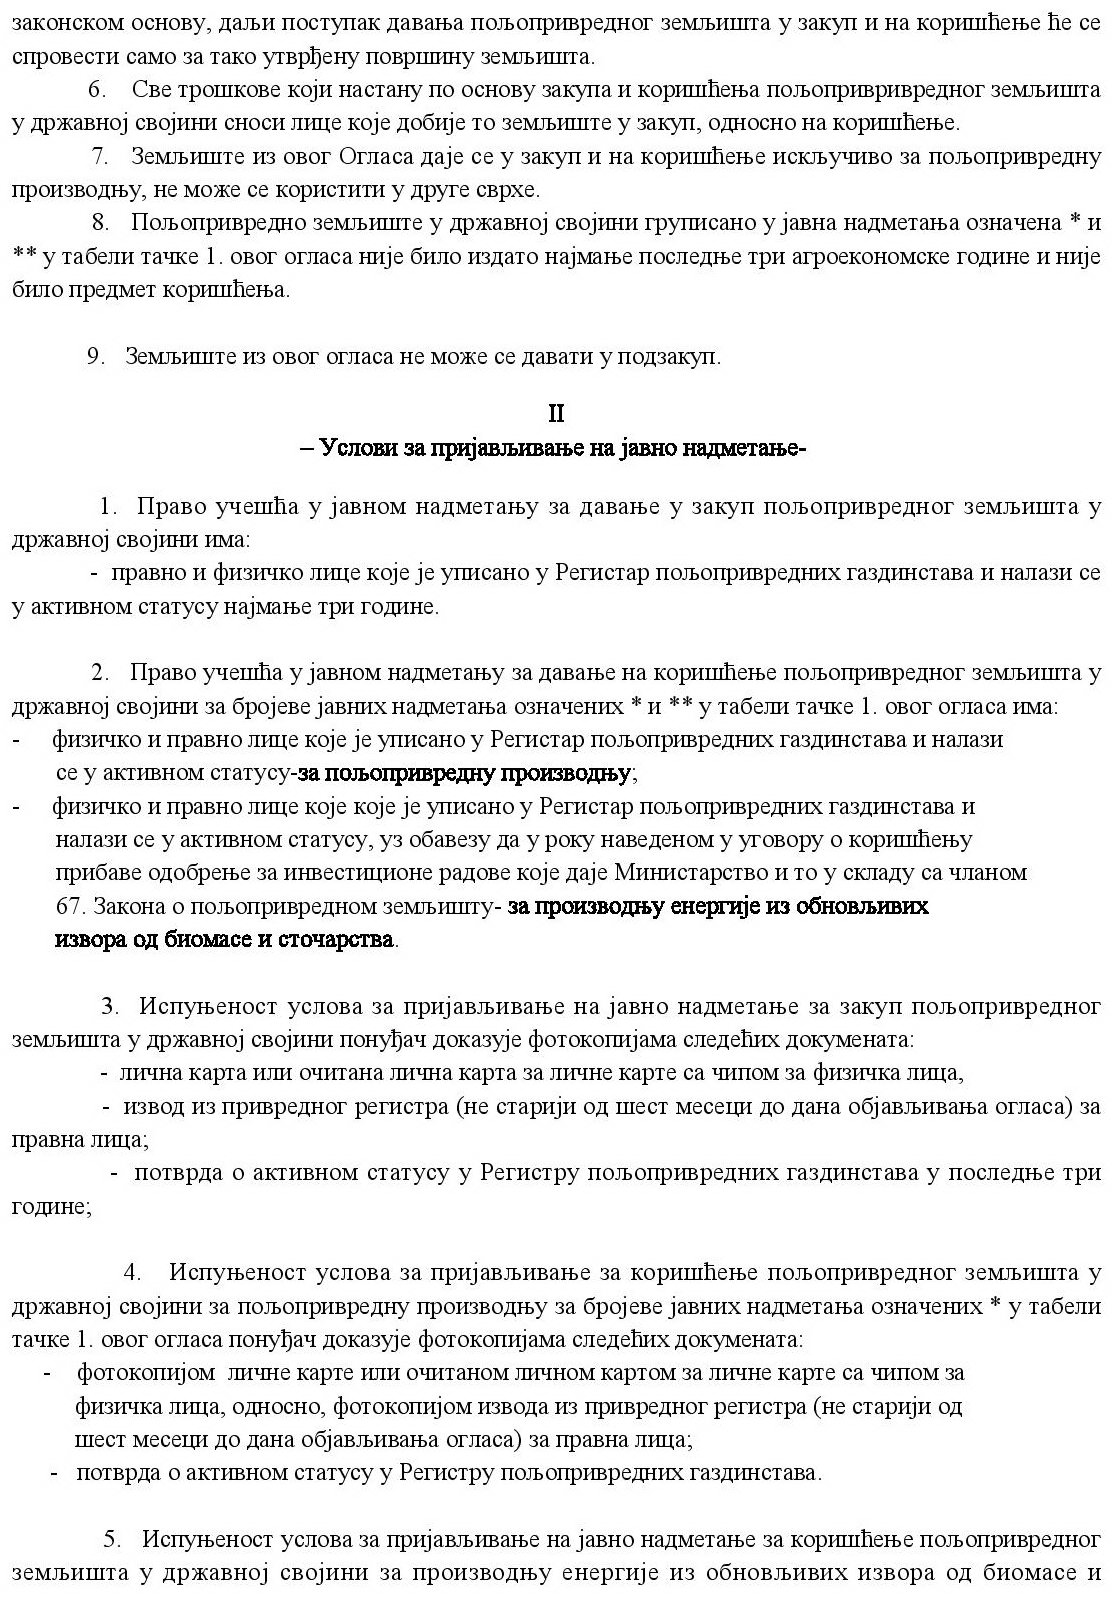 законском основу, даљи поступак давања пољопривредног земљишта у закуп и на коришћење ће се
спровести само за тако утврђену површину земљишта.
6. Све трошкове који настану по основу закупа и коришћења пољопривривредног земљишта
у државној својини сноси лице које добије то земљиште у закуп, односно на коришћење.
7. Земљиште из овог Огласа даје се у закуп и на коришћење искључиво за пољопривредну
производњу, не може се користити у друге сврхе.
8. Пољопривредно земљиште у државној својини груписано у јавна надметања означена * и
** у табели тачке 1. овог огласа није било издато најмање последње три агроекономске године и није
било предмет коришћења.
9. Земљиште из овог огласа не може се давати у подзакуп.
II
– Услови за пријављивање на јавно надметање-
1. Право учешћа у јавном надметању за давање у закуп пољопривредног земљишта у
државној својини има:
- правно и физичко лице које је уписано у Регистар пољопривредних газдинстава и налази се
у активном статусу најмање три године.
2. Право учешћа у јавном надметању за давање на коришћење пољопривредног земљишта у
државној својини за бројеве јавних надметања означених * и ** у табели тачке 1. овог огласа има:
- физичко и правно лице које је уписано у Регистар пољопривредних газдинстава и налази
се у активном статусу-за пољопривредну производњу;
- физичко и правно лице које које је уписано у Регистар пољопривредних газдинстава и
налази се у активном статусу, уз обавезу да у року наведеном у уговору о коришћењу
прибаве одобрење за инвестиционе радове које даје Министарство и то у складу са чланом
67. Закона о пољопривредном земљишту- за производњу енергије из обновљивих
извора од биомасе и сточарства.
3. Испуњеност услова за пријављивање на јавно надметање за закуп пољопривредног
земљишта у државној својини понуђач доказује фотокопијама следећих докумената:
- лична карта или очитана лична карта за личне карте са чипом за физичка лица,
- извод из привредног регистра (не старији од шест месеци до дана објављивања огласа) за
правна лица;
- потврда о активном статусу у Регистру пољопривредних газдинстава у последње три
године;
4. Испуњеност услова за пријављивање за коришћење пољопривредног земљишта у
државној својини за пољопривредну производњу за бројеве јавних надметања означених * у табели
тачке 1. овог огласа понуђач доказује фотокопијама следећих докумената:
- фотокопијом личне карте или очитаном личном картом за личне карте са чипом за
физичка лица, односно, фотокопијом извода из привредног регистра (не старији од
шест месеци до дана објављивања огласа) за правна лица;
- потврда о активном статусу у Регистру пољопривредних газдинстава.
5. Испуњеност услова за пријављивање на јавно надметање за коришћење пољопривредног
земљишта у државној својини за производњу енергије из обновљивих извора од биомасе и